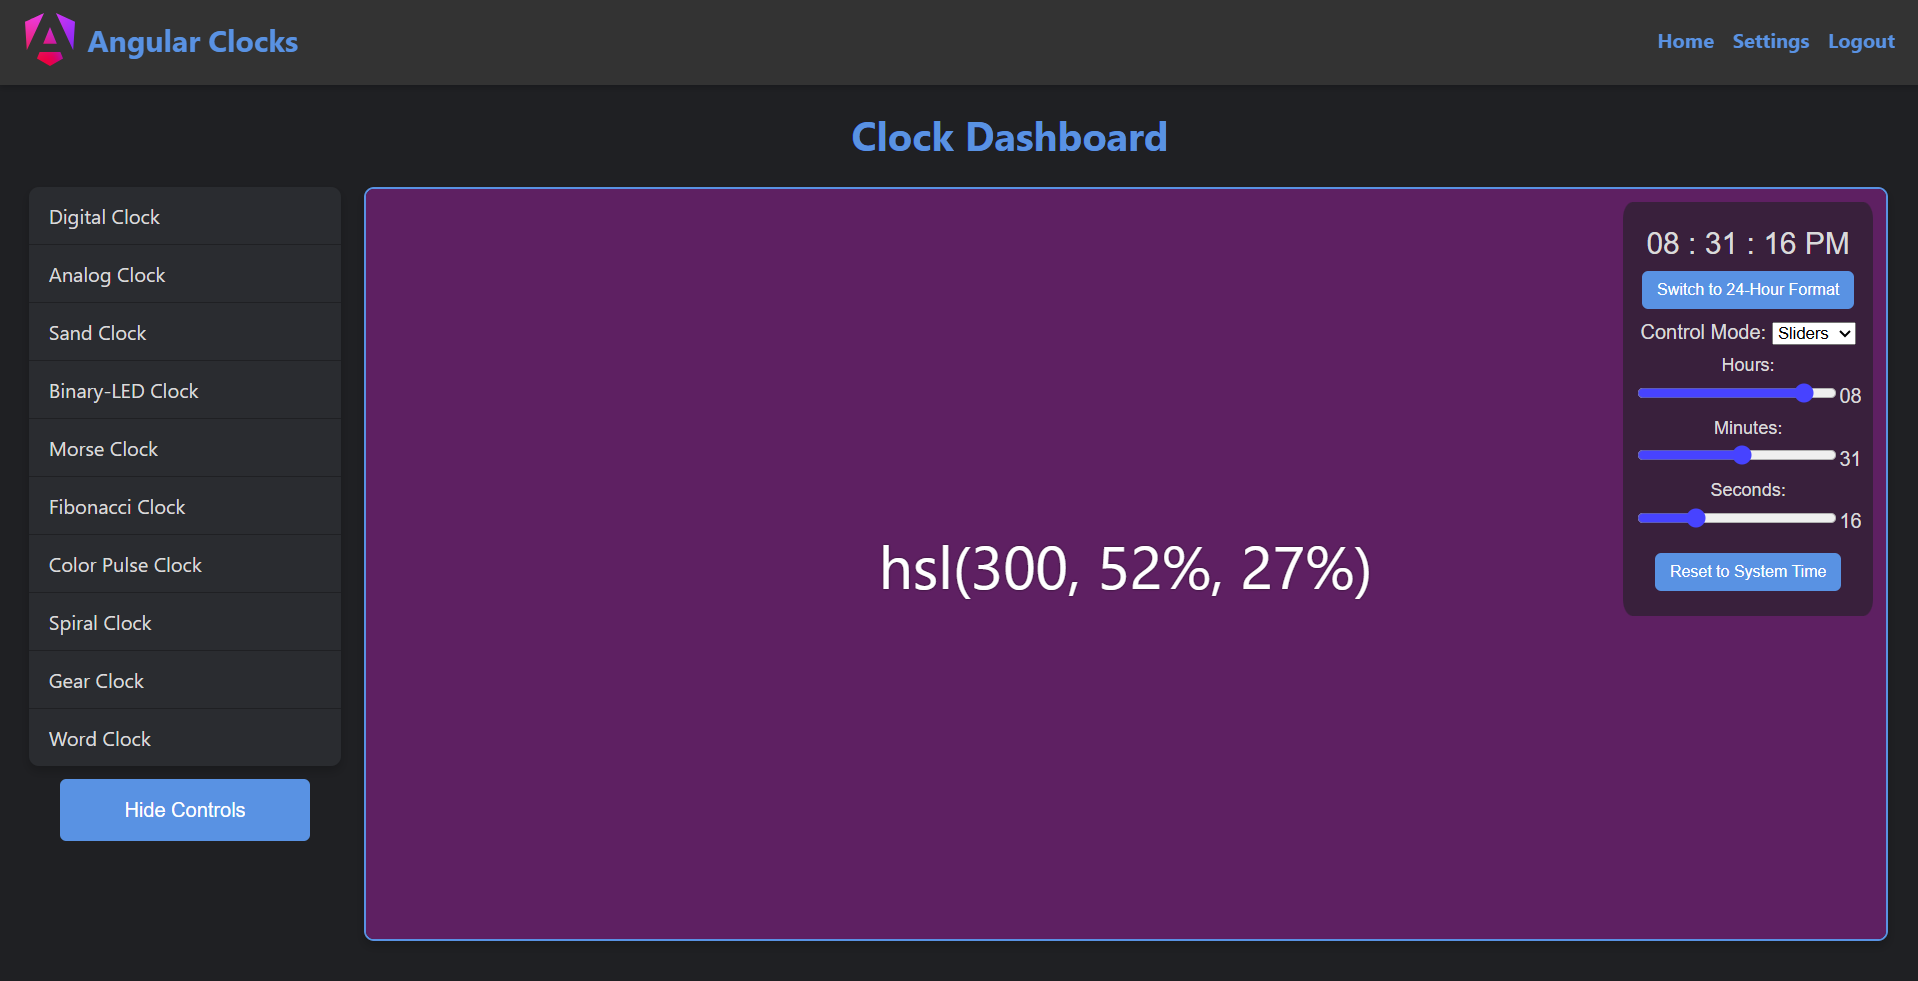 Angular Clocks
Home Settings Logout
Clock Dashboard
Digital Clock
Analog Clock
Sand Clock
Binary-LED Clock
Morse Clock
Fibonacci Clock
Color Pulse Clock
Spiral Clock
Gear Clock
Word Clock
Hide Controls
hsl(300, 52%, 27%)
08 : 31 : 16 PM
Switch to 24-Hour Format
Control Mode: Sliders
Hours:
08
Minutes:
31
Seconds:
16
Reset to System Time